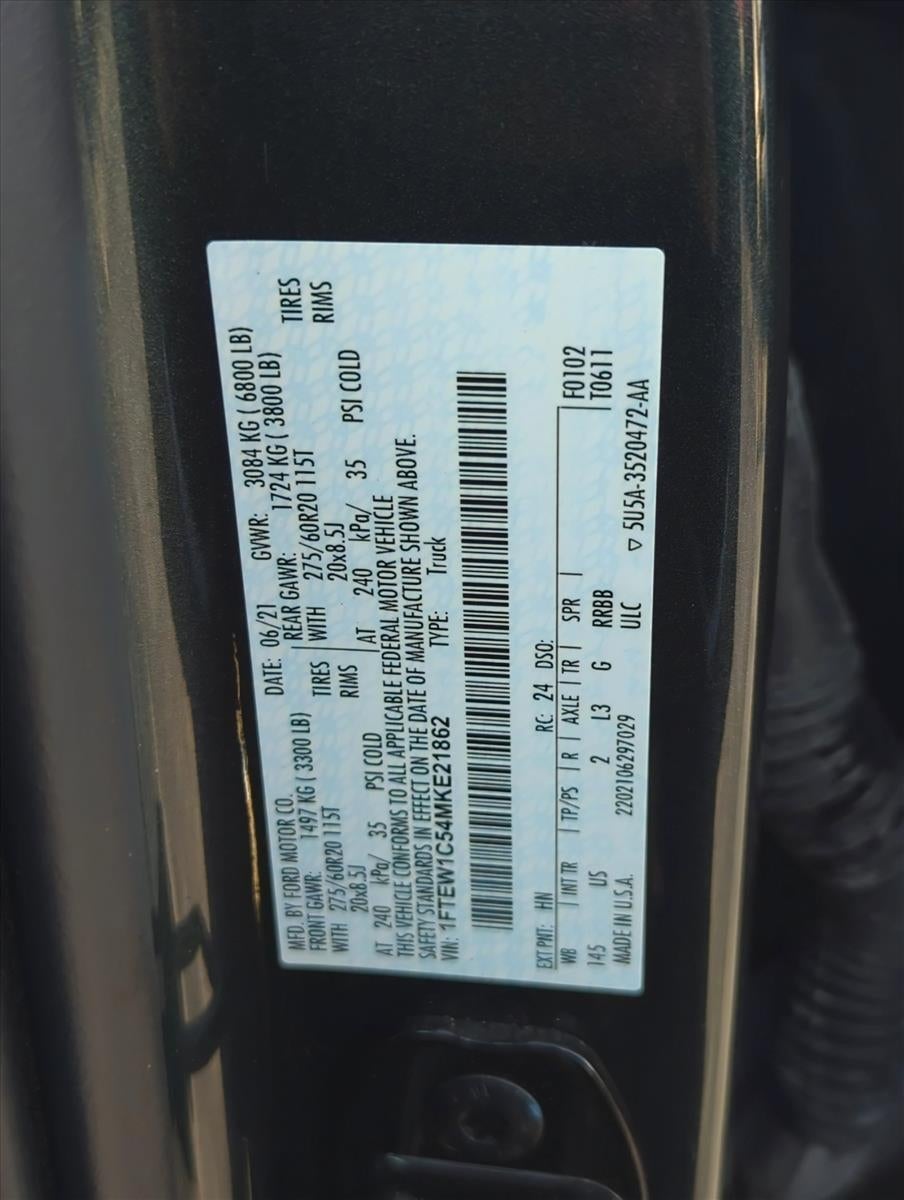 MFD. BY FORD MOTOR CO.
DATE: 06/21 GVWR: 3084 KG ( 6800 LB)
FRONT GAWR: 1497 KG ( 3300 LB) REAR GAWR: 1724 KG ( 3800 LB)
WITH 275/60R20 115T TIRES WITH 275/60R20 115T TIRES
20x8.5J RIMS 20x8.5J RIMS
AT 240 kPa/ 35 PSI COLD AT 240 kPa/ 35 PSI COLD
THIS VEHICLE CONFORMS TO ALL APPLICABLE FEDERAL MOTOR VEHICLE
SAFETY STANDARDS IN EFFECT ON THE DATE OF MANUFACTURE SHOWN ABOVE.
VIN: 1FTEW1C54MKE21862 TYPE: Truck
EXT PNT: HN RC: 24 DSO: F0102
WB | INT TR | TP/PS | R | AXLE | TR | SPR | T0611
145 US 2 L3 G RRBB
MADE IN U.S.A. 2202106297029 ULC ▽ 5U5A-3520472-AA